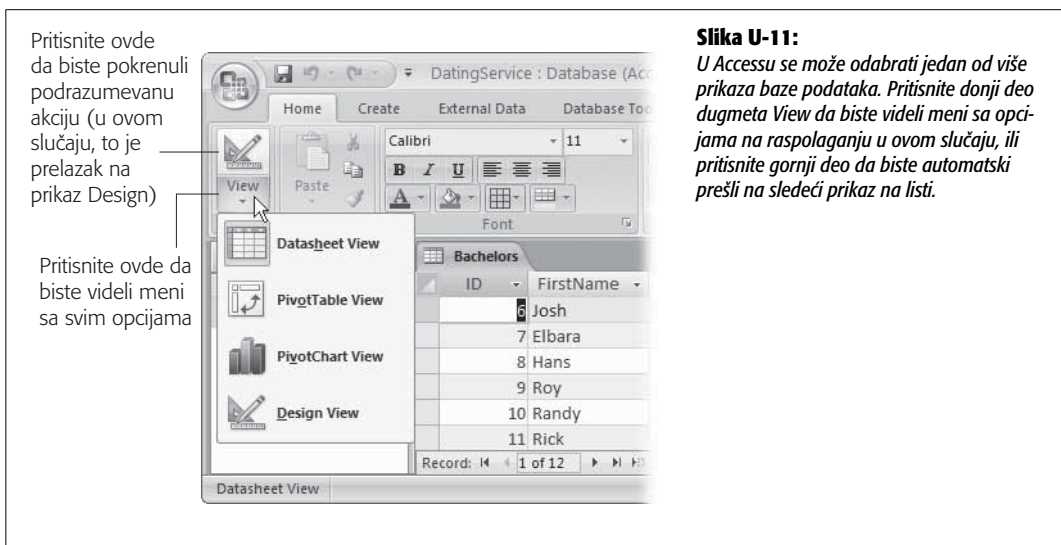 Pritisnite ovde
da biste pokrenuli
podrazumevanu
akciju (u ovom
slučaju, to je
prelazak na
prikaz Design)
Pritisnite ovde da
biste videli meni
sa svim opcijama
DatingService : Database (Acc
Home Create External Data Database Too
View
Paste
Calibri 11
B I U
A
Font
Datasheet View
PivotTable View
PivotChart View
Design View
Bachelors
ID FirstName
6 Josh
7 Elbara
8 Hans
9 Roy
10 Randy
11 Rick
Record: 1 of 12
Datasheet View
Slika U-11:
U Accessu se može odabrati jedan od više
prikaza baze podataka. Pritisnite donji deo
dugmeta View da biste videli meni sa opci-
jama na raspolaganju u ovom slučaju, ili
pritisnite gornji deo da biste automatski
prešli na sledeći prikaz na listi.